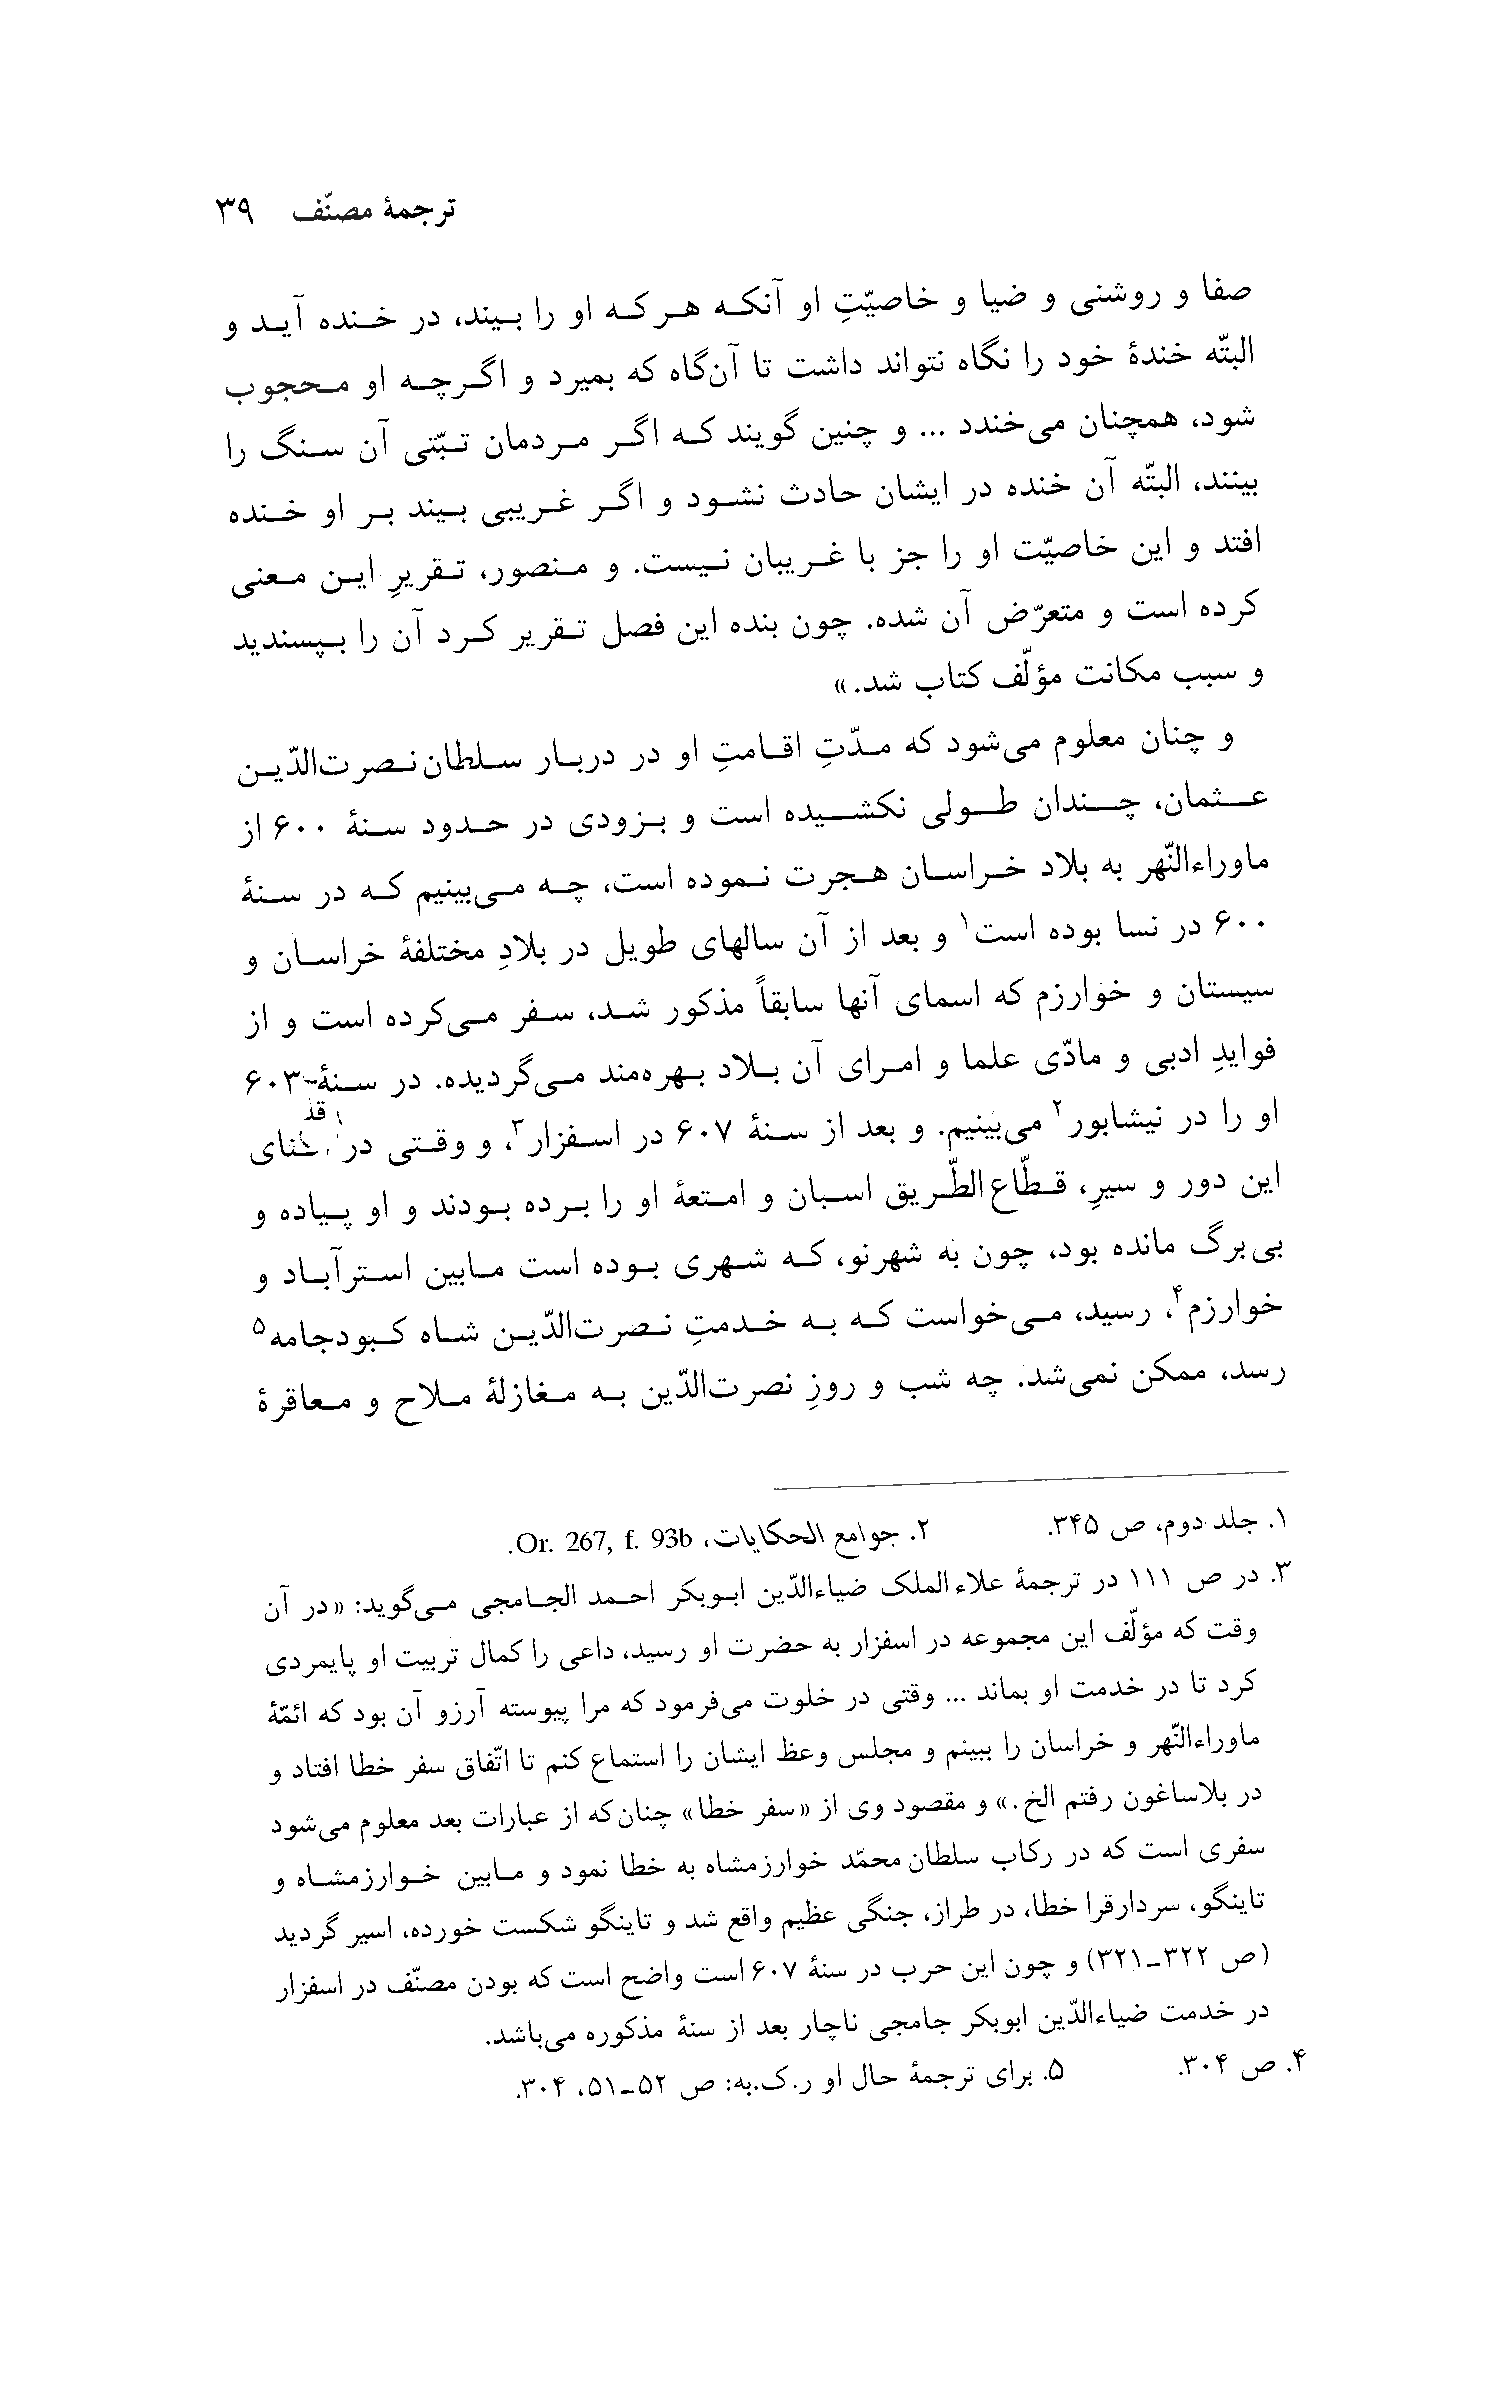 ترجمهٔ مصنّف ۳۹
صفا و روشنی و ضیا و خاصیّتِ او آنکه هرکه او را بیند، در خنده آید و
البتّه خندهٔ خود را نگاه نتواند داشت تا آن‌گاه که بمیرد و اگرچه او محجوب
شود، همچنان می‌خندد ... و چنین گویند که اگر مردمان تبّتی آن سنگ را
بینند، البتّه آن خنده در ایشان حادث نشود و اگر غریبی بیند بر او خنده
افتد و این خاصیّت او را جز با غریبان نیست. و منصور، تقریرِ این معنی
کرده است و متعرّض آن شده. چون بنده این فصل تقریر کرد آن را بپسندید
و سبب مکانت مؤلّف کتاب شد.»
و چنان معلوم می‌شود که مدّتِ اقامتِ او در دربار سلطان نصرت‌الدّین
عثمان، چندان طولی نکشیده است و بزودی در حدود سنهٔ ۶۰۰ از
ماوراءالنّهر به بلاد خراسان هجرت نموده است، چه می‌بینیم که در سنهٔ
۶۰۰ در نسا بوده است۱ و بعد از آن سالهای طویل در بلادِ مختلفهٔ خراسان و
سیستان و خوارزم که اسمای آنها سابقاً مذکور شد، سفر می‌کرده است و از
فوایدِ ادبی و مادّی علما و امرای آن بلاد بهره‌مند می‌گردیده. در سنهٔ ۶۰۳
او را در نیشابور۲ می‌بینیم. و بعد از سنهٔ ۶۰۷ در اسفزار۳، و وقتی در
این دور و سیرِ، قطّاع‌الطّریق اسبان و امتعهٔ او را برده بودند و او پیاده و
بی‌برگ مانده بود، چون به شهرنو، که شهری بوده است مابین استرآباد و
خوارزم۴، رسید، می‌خواست که به خدمتِ نصرت‌الدّین شاه کبودجامه۵
رسد، ممکن نمی‌شد. چه شب و روزِ نصرت‌الدّین به مغازلهٔ ملاح و معاقرهٔ
۱. جلد دوم، ص ۳۴۵. ۲. جوامع الحکایات، Or. 267, f. 93b.
۳. در ص ۱۱۱ در ترجمهٔ علاءالملک ضیاءالدّین ابوبکر احمد الجامجی می‌گوید: «در آن
وقت که مؤلّف این مجموعه در اسفزار به حضرت او رسید، داعی را کمال تربیت او پایمردی
کرد تا در خدمت او بماند ... وقتی در خلوت می‌فرمود که مرا پیوسته آرزو آن بود که ائمّهٔ
ماوراءالنّهر و خراسان را ببینم و مجلس وعظ ایشان را استماع کنم تا اتّفاق سفر خطا افتاد و
در بلاساغون رفتم الخ.» و مقصود وی از «سفر خطا» چنان‌که از عبارات بعد معلوم می‌شود
سفری است که در رکاب سلطان محمّد خوارزمشاه به خطا نمود و مابین خوارزمشاه و
تاینگو، سردار قرا خطا، در طراز، جنگی عظیم واقع شد و تاینگو شکست خورده، اسیر گردید
(ص ۳۲۲-۳۲۱) و چون این حرب در سنهٔ ۶۰۷ است واضح است که بودن مصنّف در اسفزار
در خدمت ضیاءالدّین ابوبکر جامجی ناچار بعد از سنهٔ مذکوره می‌باشد.
۴. ص ۳۰۴. ۵. برای ترجمهٔ حال او ر.ک.به: ص ۵۲-۵۱، ۳۰۴.